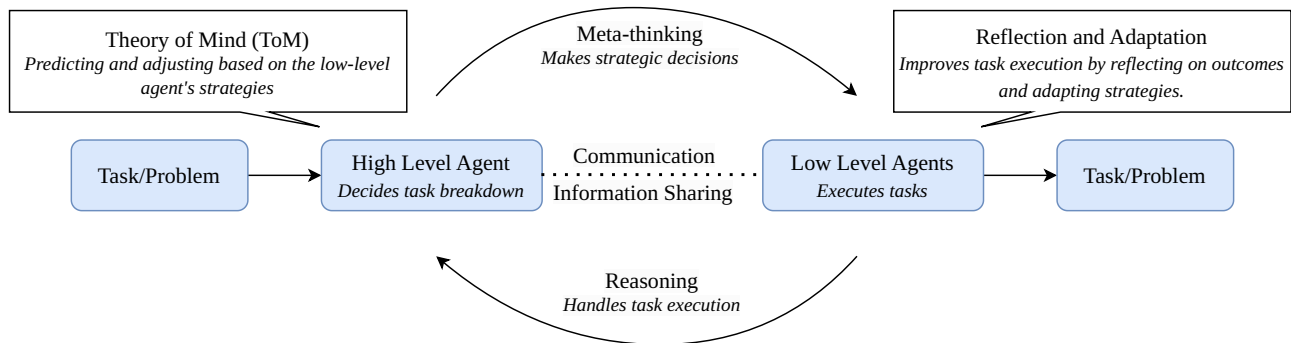 Theory of Mind (ToM)
Predicting and adjusting based on the low-level
agent's strategies
Meta-thinking
Makes strategic decisions
Reflection and Adaptation
Improves task execution by reflecting on outcomes
and adapting strategies.
Task/Problem
High Level Agent
Decides task breakdown
Communication
Information Sharing
Low Level Agents
Executes tasks
Task/Problem
Reasoning
Handles task execution